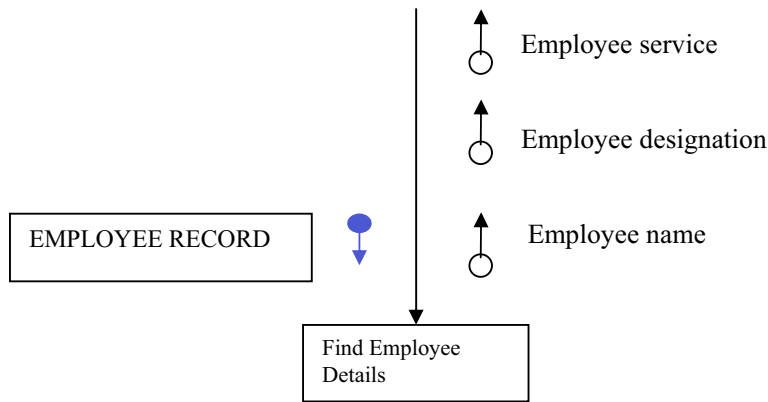 Employee service
Employee designation
EMPLOYEE RECORD
Employee name
Find Employee
Details